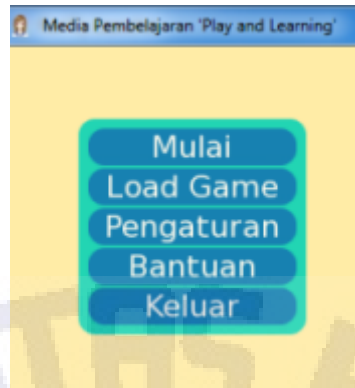 Media Pembelajaran 'Play and Learning'
Mulai
Load Game
Pengaturan
Bantuan
Keluar